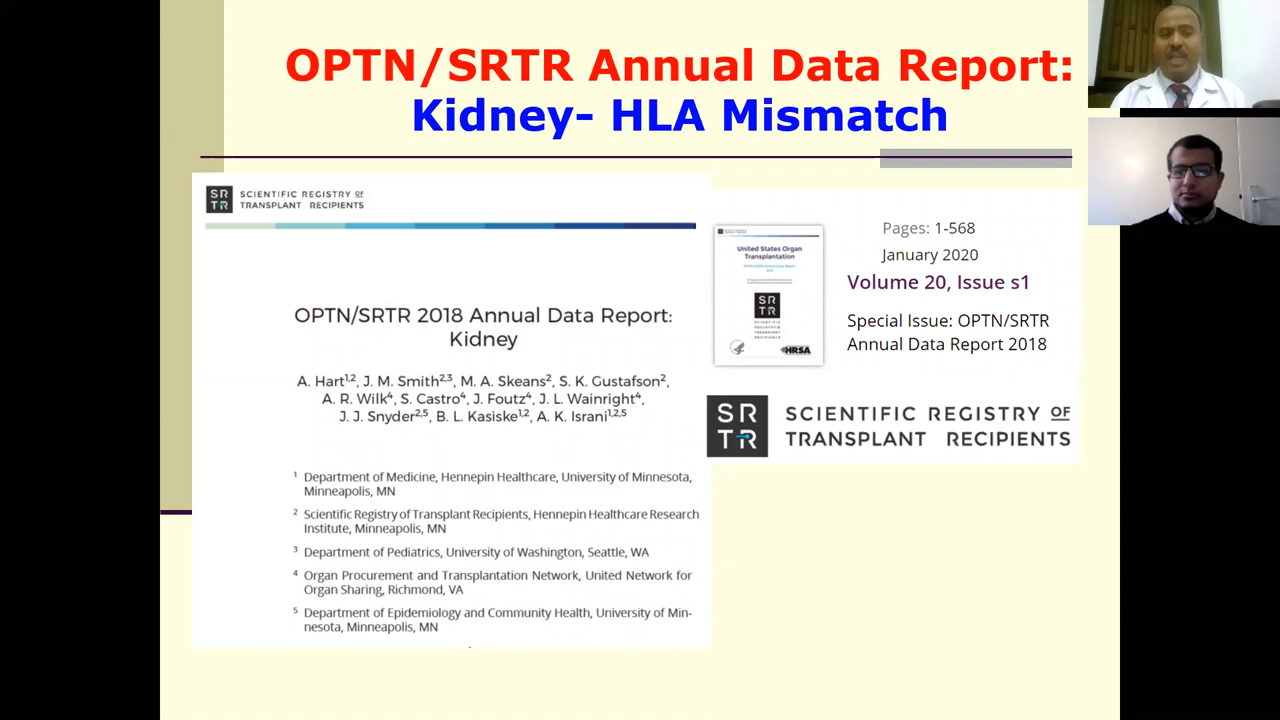 OPTN/SRTR Annual Data Report:
Kidney- HLA Mismatch
SR
TR
SCIENTIFIC REGISTRY OF
TRANSPLANT RECIPIENTS
OPTN/SRTR 2018 Annual Data Report:
Kidney
A. Hart1,2, J. M. Smith2,3, M. A. Skeans2, S. K. Gustafson2,
A. R. Wilk4, S. Castro4, J. Foutz4, J. L. Wainright4,
J. J. Snyder2,5, B. L. Kasiske1,2, A. K. Israni1,2,5
1 Department of Medicine, Hennepin Healthcare, University of Minnesota,
Minneapolis, MN
2 Scientific Registry of Transplant Recipients, Hennepin Healthcare Research
Institute, Minneapolis, MN
3 Department of Pediatrics, University of Washington, Seattle, WA
4 Organ Procurement and Transplantation Network, United Network for
Organ Sharing, Richmond, VA
5 Department of Epidemiology and Community Health, University of Min-
nesota, Minneapolis, MN
United States Organ
Transplantation
SR
TR
HRSA
Pages: 1-568
January 2020
Volume 20, Issue s1
Special Issue: OPTN/SRTR
Annual Data Report 2018
SR
TR
SCIENTIFIC REGISTRY OF
TRANSPLANT RECIPIENTS